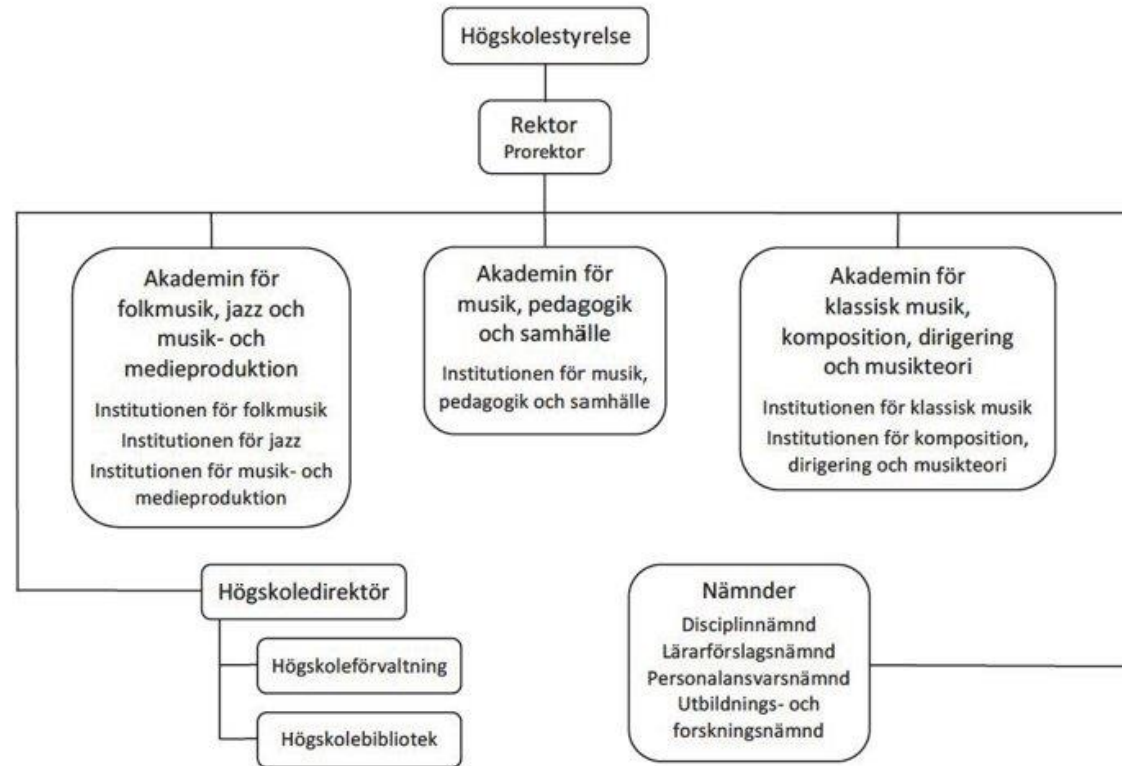 Högskolestyrelse
Rektor
Prorektor
Akademin för
folkmusik, jazz och
musik- och
medieproduktion
Institutionen för folkmusik
Institutionen för jazz
Institutionen för musik- och
medieproduktion
Akademin för
musik, pedagogik
och samhälle
Institutionen för musik,
pedagogik och samhälle
Akademin för
klassisk musik,
komposition, dirigering
och musikteori
Institutionen för klassisk musik
Institutionen för komposition,
dirigering och musikteori
Högskoledirektör
Högskoleförvaltning
Högskolebibliotek
Nämnder
Disciplinnämnd
Lärarförslagsnämnd
Personalansvarsnämnd
Utbildnings- och
forskningsnämnd